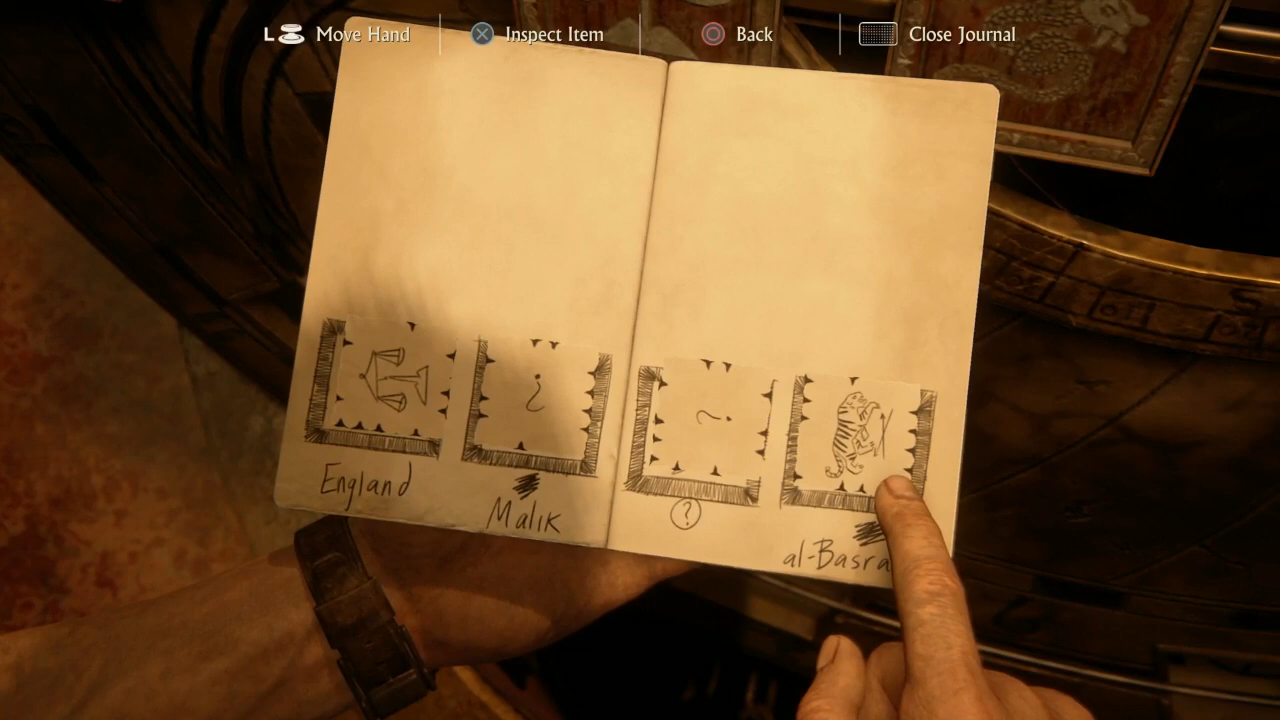 L Move Hand
Inspect Item
Back
Close Journal
?
?
England
Malik
?
al-Basra